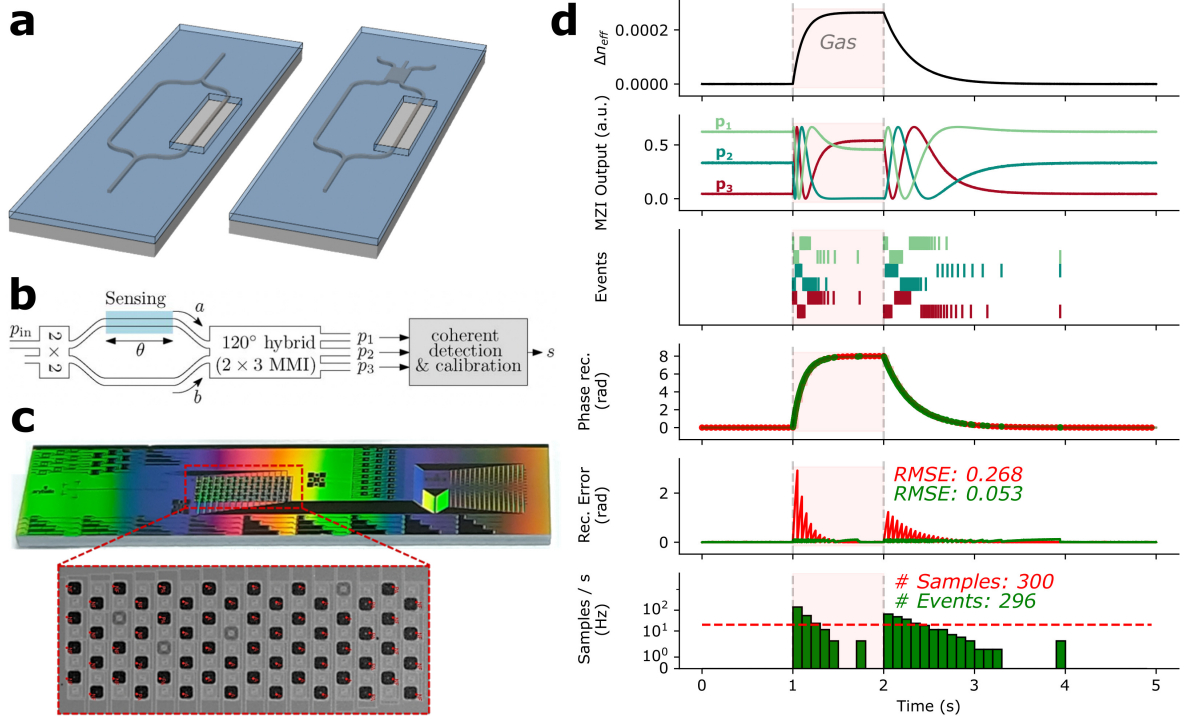 a
b
Sensing
a
p_in
2 × 2
θ
b
120° hybrid
(2 × 3 MMI)
p₁
p₂
p₃
coherent
detection
& calibration
s
c
d
Δn_eff
0.0002
0.0000
Gas
MZI Output (a.u.)
0.5
0.0
p₁
p₂
p₃
Events
Phase rec.
(rad)
8
6
4
2
0
Rec. Error
(rad)
2
0
RMSE: 0.268
RMSE: 0.053
Samples / s
(Hz)
10²
10¹
10⁰
0
# Samples: 300
# Events: 296
0
1
2
3
4
5
Time (s)